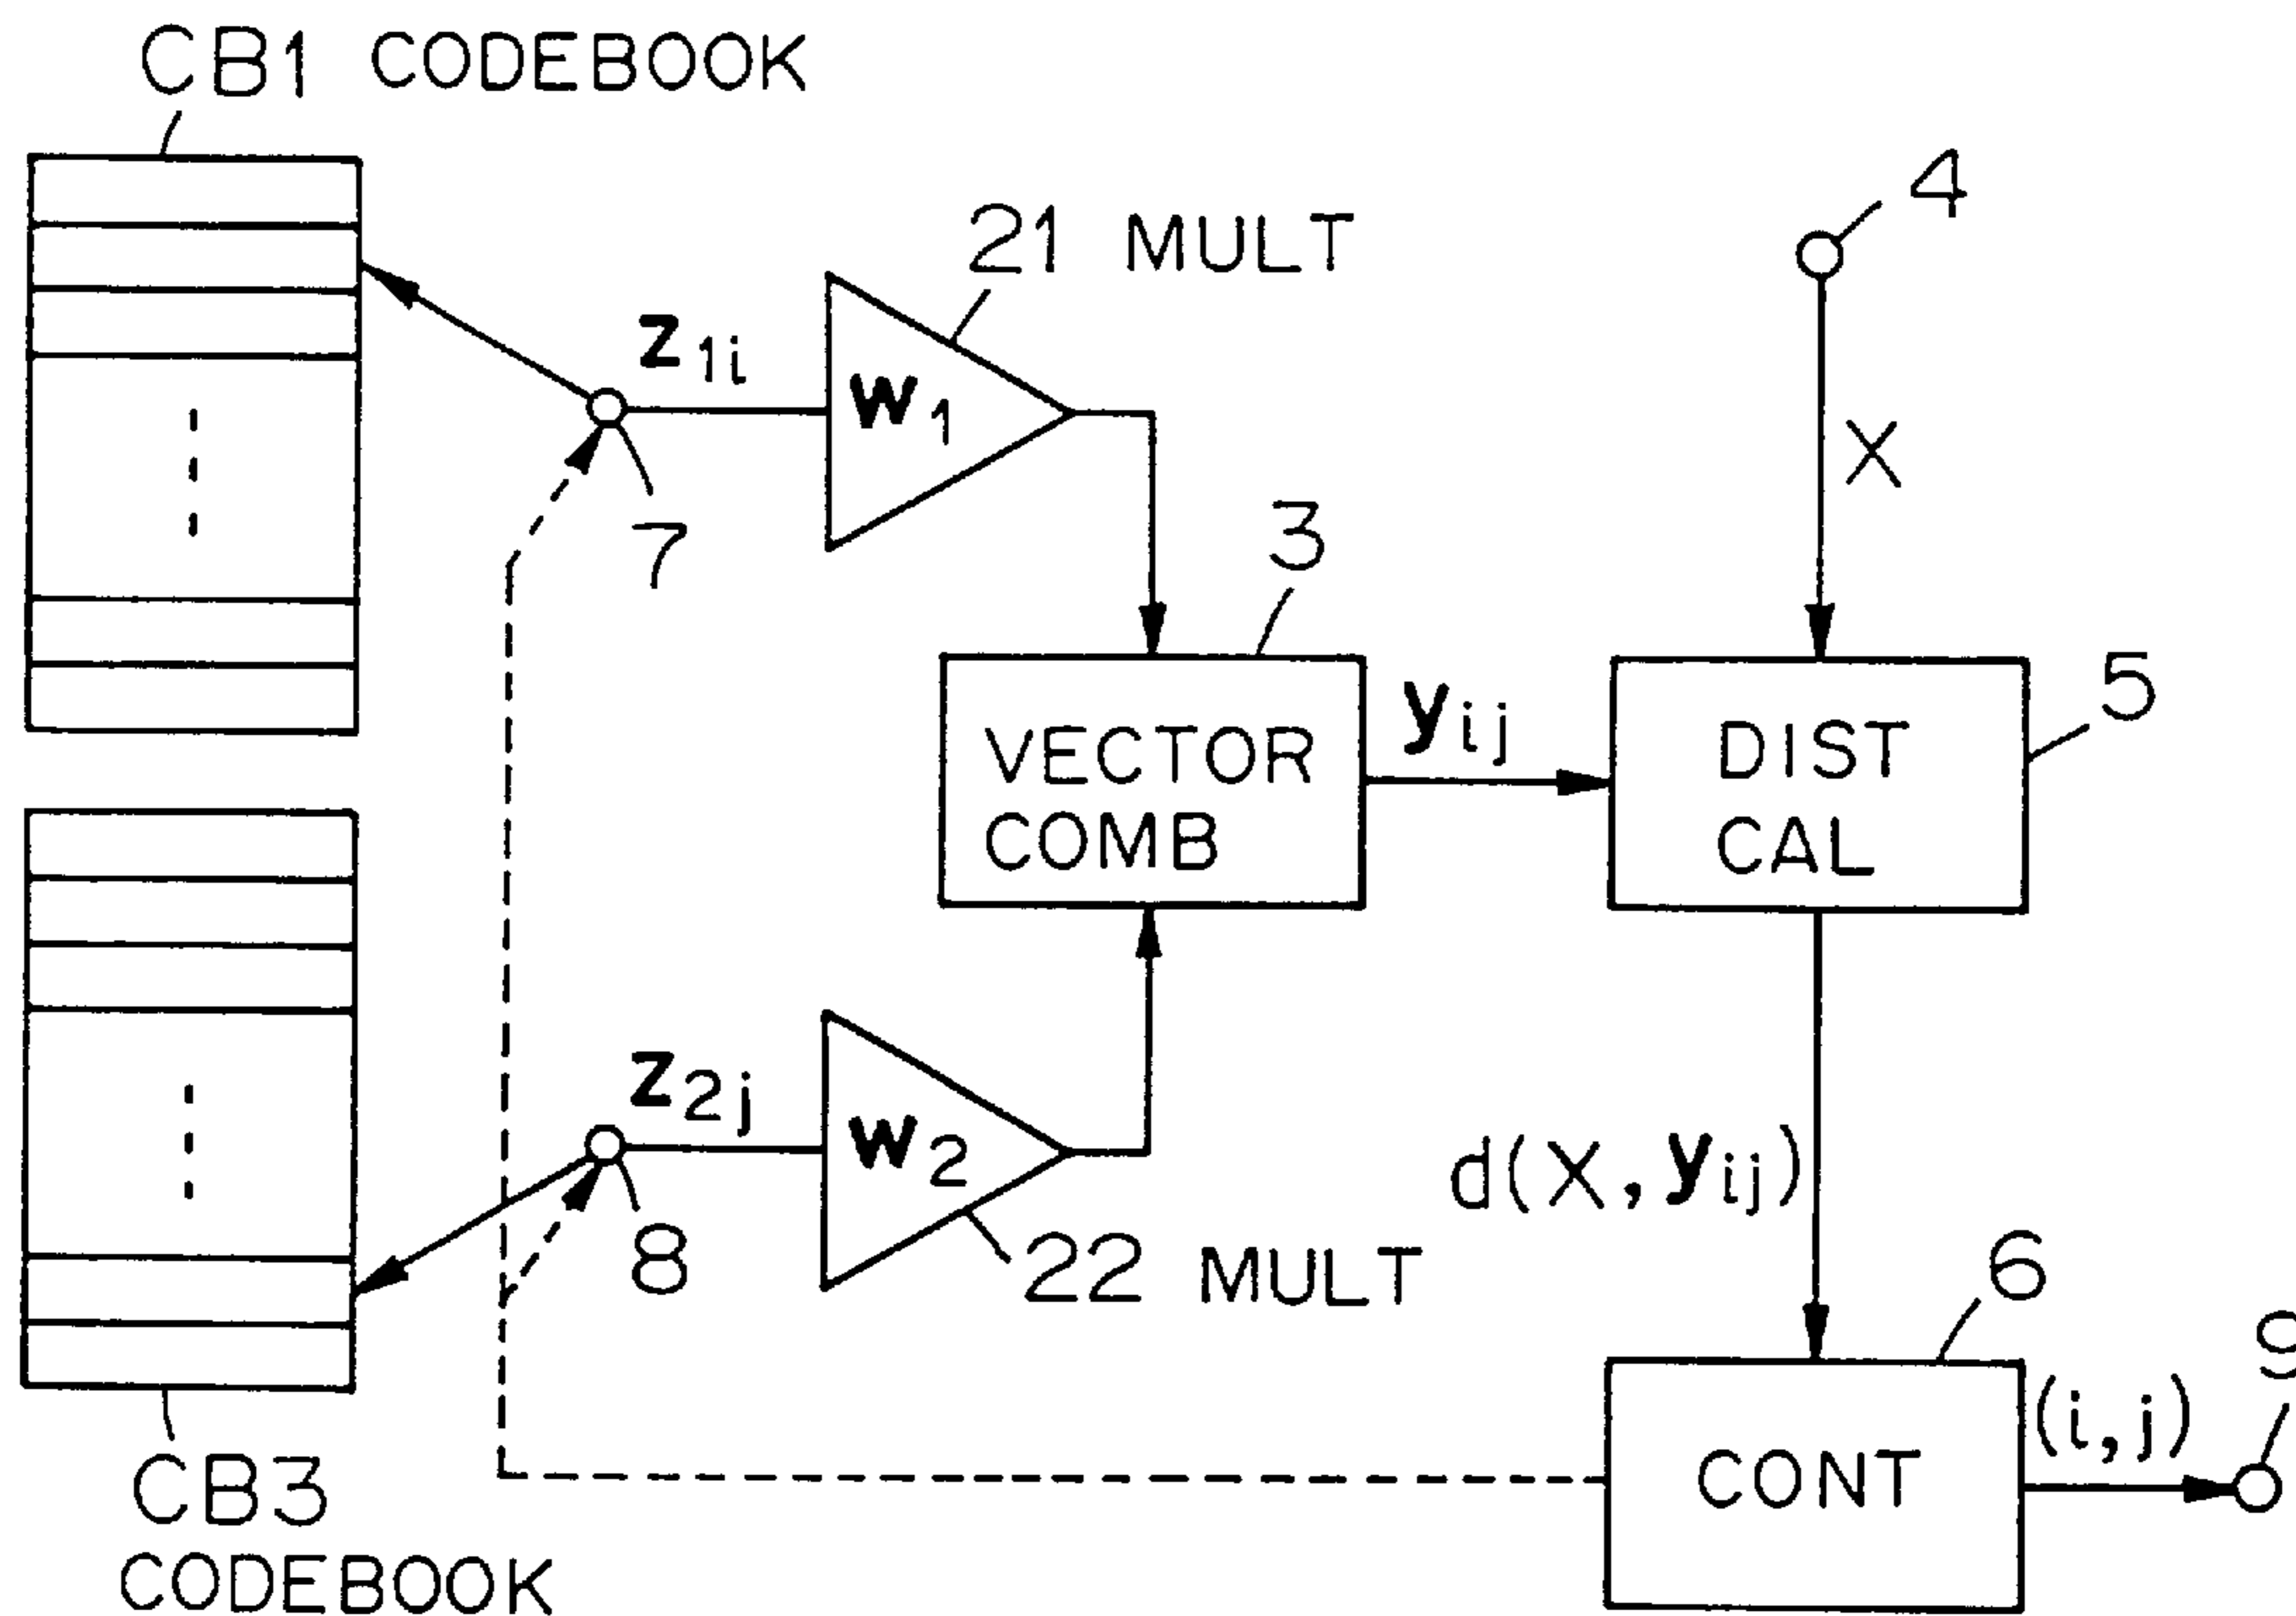 CB1 CODEBOOK
4
21 MULT
z1i
w1
X
7
3
5
yij
VECTOR
COMB
DIST
CAL
z2j
w2
d(X, yij)
8
22 MULT
6
9
(i, j)
CONT
CB3
CODEBOOK